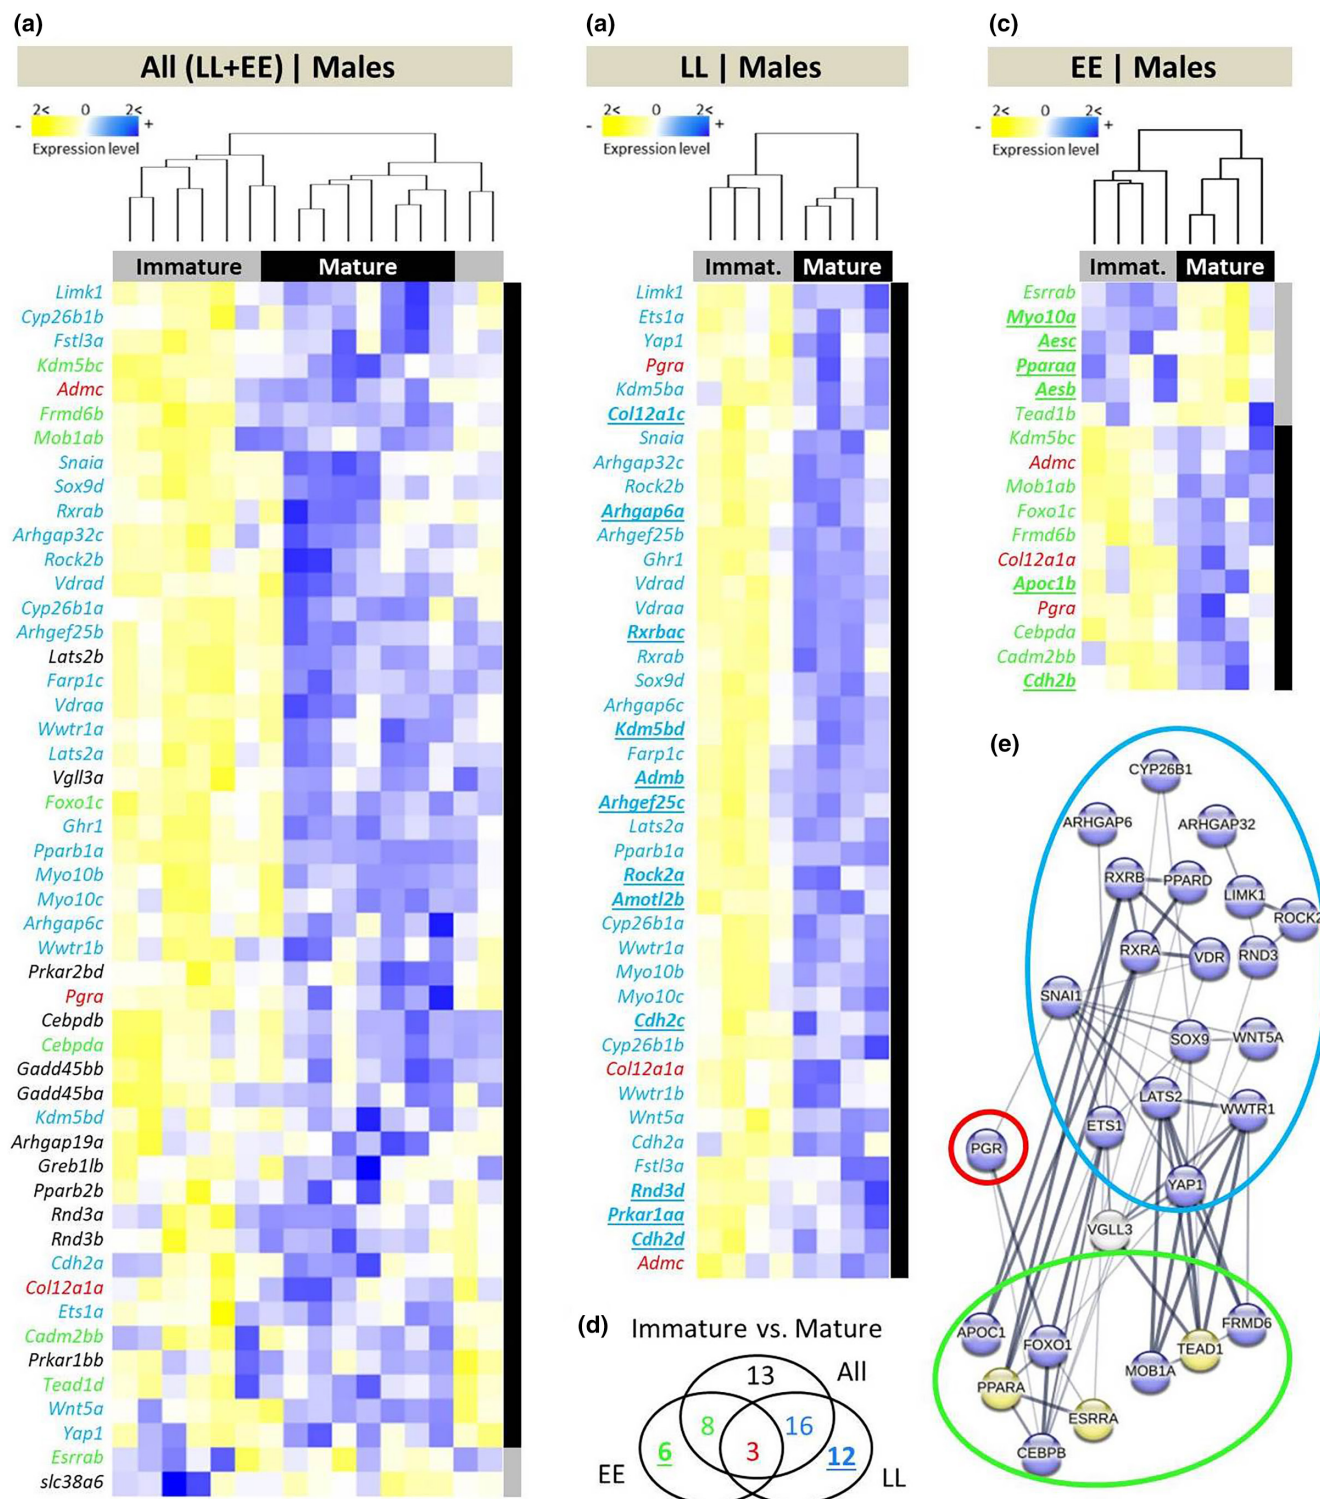 (a)
All (LL+EE) | Males
2<
0
2<
-
+
Expression level
Immature
Mature
Limk1
Cyp26b1b
Fstl3a
Kdm5bc
Admc
Frmd6b
Mob1ab
Snaia
Sox9d
Rxrab
Arhgap32c
Rock2b
Vdrad
Cyp26b1a
Arhgef25b
Lats2b
Farp1c
Vdraa
Wwtr1a
Lats2a
Vgll3a
Foxo1c
Ghr1
Pparb1a
Myo10b
Myo10c
Arhgap6c
Wwtr1b
Prkar2bd
Pgra
Cebpdb
Cebpda
Gadd45bb
Gadd45ba
Kdm5bd
Arhgap19a
Greb1lb
Pparb2b
Rnd3a
Rnd3b
Cdh2a
Col12a1a
Ets1a
Cadm2bb
Prkar1bb
Tead1d
Wnt5a
Yap1
Esrrab
slc38a6
(a)
LL | Males
2<
0
2<
-
+
Expression level
Immat.
Mature
Limk1
Ets1a
Yap1
Pgra
Kdm5ba
Col12a1c
Snaia
Arhgap32c
Rock2b
Arhgap6a
Arhgef25b
Ghr1
Vdrad
Vdraa
Rxrbac
Rxrab
Sox9d
Arhgap6c
Kdm5bd
Farp1c
Admb
Arhgef25c
Lats2a
Pparb1a
Rock2a
Amotl2b
Cyp26b1a
Wwtr1a
Myo10b
Myo10c
Cdh2c
Cyp26b1b
Col12a1a
Wwtr1b
Wnt5a
Cdh2a
Fstl3a
Rnd3d
Prkar1aa
Cdh2d
Admc
(c)
EE | Males
2<
0
2<
-
+
Expression level
Immat.
Mature
Esrrab
Myo10a
Aesc
Pparaa
Aesb
Tead1b
Kdm5bc
Admc
Mob1ab
Foxo1c
Frmd6b
Col12a1a
Apoc1b
Pgra
Cebpda
Cadm2bb
Cdh2b
(d)
Immature vs. Mature
13
All
8
16
3
6
12
EE
LL
(e)
CYP26B1
ARHGAP6
ARHGAP32
RXRB
PPARD
LIMK1
ROCK2
RXRA
VDR
RND3
SNAI1
SOX9
WNT5A
LATS2
WWTR1
ETS1
PGR
YAP1
VGLL3
APOC1
FOXO1
FRMD6
TEAD1
MOB1A
PPARA
ESRRA
CEBPB